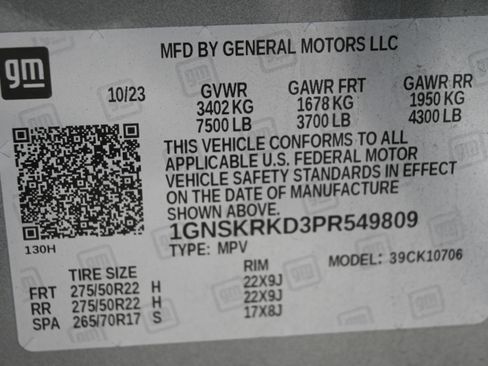 gm
MFD BY GENERAL MOTORS LLC
10/23 GVWR GAWR FRT GAWR RR
3402 KG 1678 KG 1950 KG
7500 LB 3700 LB 4300 LB
THIS VEHICLE CONFORMS TO ALL
APPLICABLE U.S. FEDERAL MOTOR
VEHICLE SAFETY STANDARDS IN EFFECT
ON THE DATE OF MANUFACTURE
SHOWN ABOVE.
1GNSKRKD3PR549809
130H
TYPE: MPV MODEL: 39CK10706
TIRE SIZE RIM
FRT 275/50R22 H 22X9J
RR 275/50R22 H 22X9J
SPA 265/70R17 S 17X8J